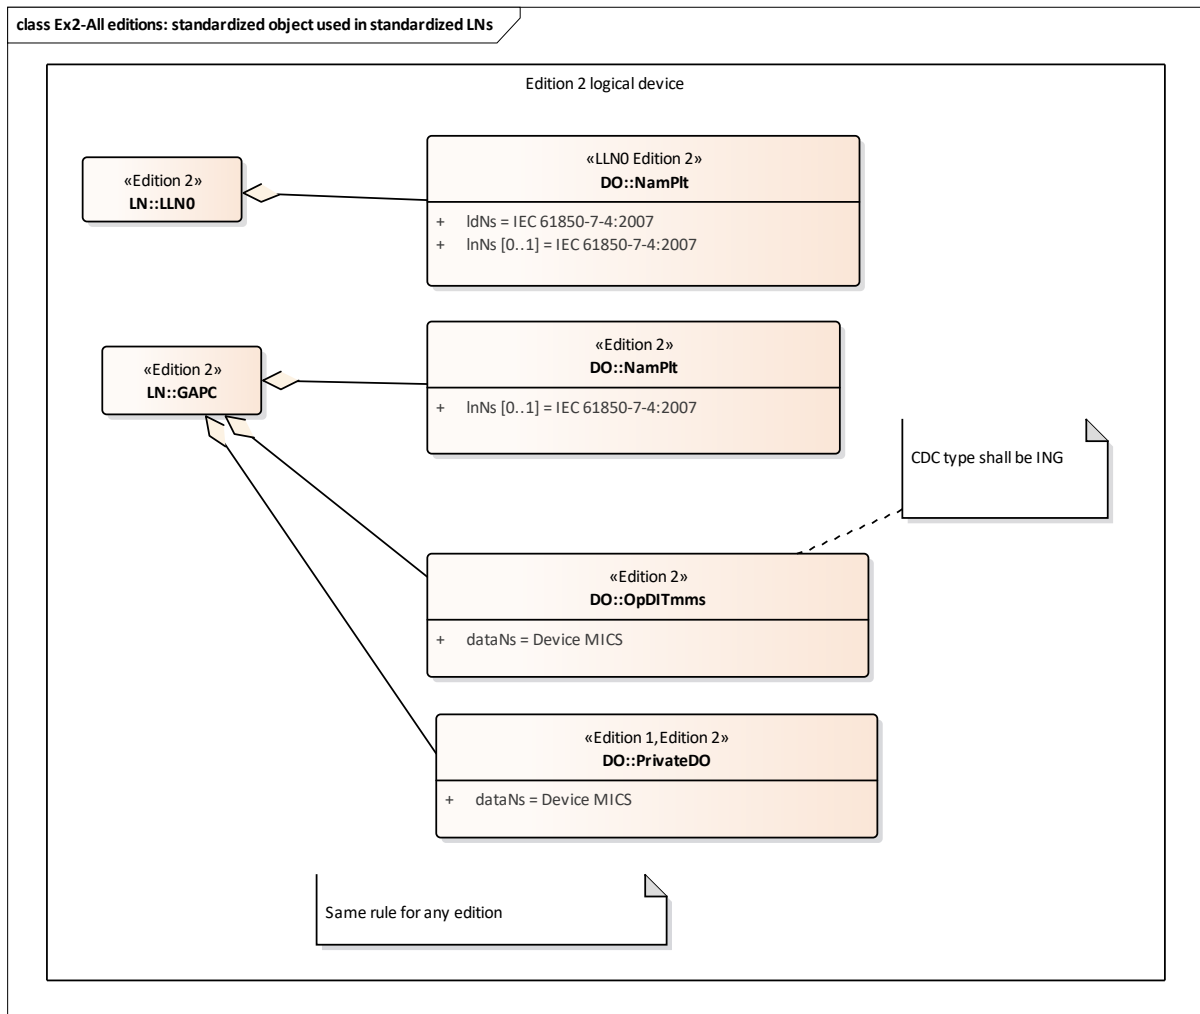 class Ex2-All editions: standardized object used in standardized LNs
Edition 2 logical device
«Edition 2»
LN::LLN0
«LLN0 Edition 2»
DO::NamPlt
+ ldNs = IEC 61850-7-4:2007
+ lnNs [0..1] = IEC 61850-7-4:2007
«Edition 2»
LN::GAPC
«Edition 2»
DO::NamPlt
+ lnNs [0..1] = IEC 61850-7-4:2007
CDC type shall be ING
«Edition 2»
DO::OpDITmms
+ dataNs = Device MICS
«Edition 1,Edition 2»
DO::PrivateDO
+ dataNs = Device MICS
Same rule for any edition